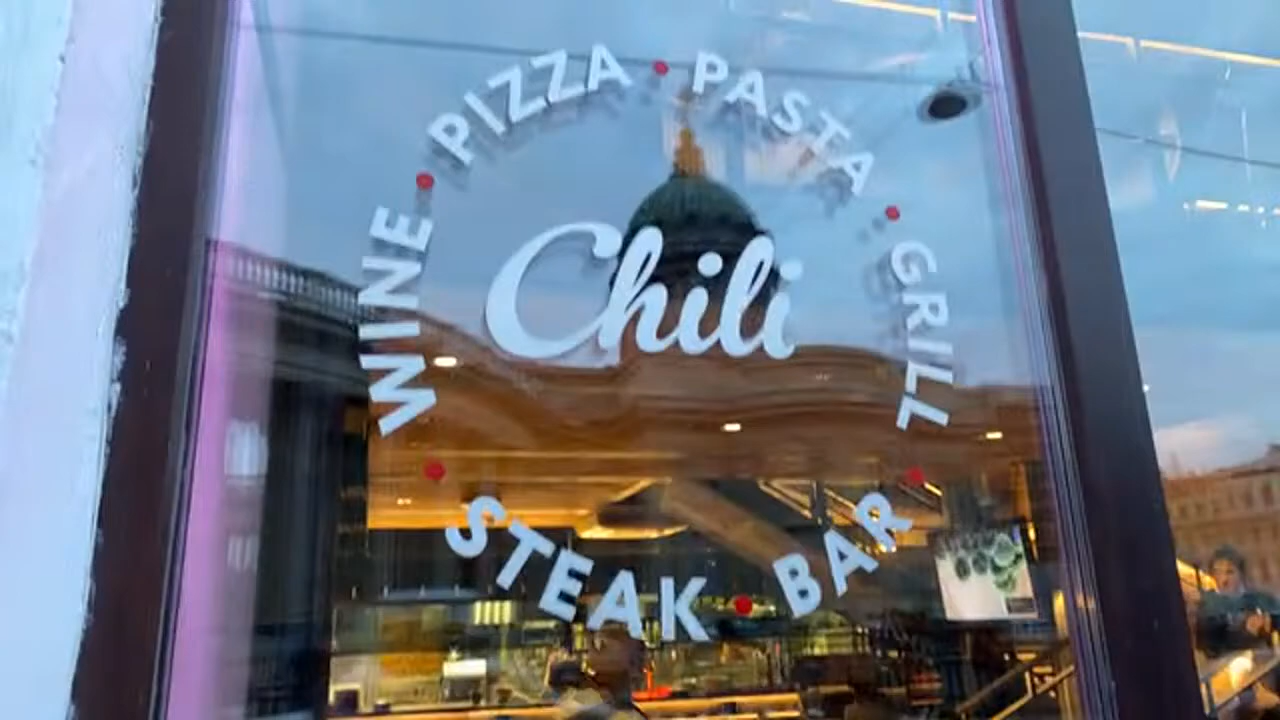 WINE • PIZZA • PASTA • GRILL
Chili
• STEAK • BAR •